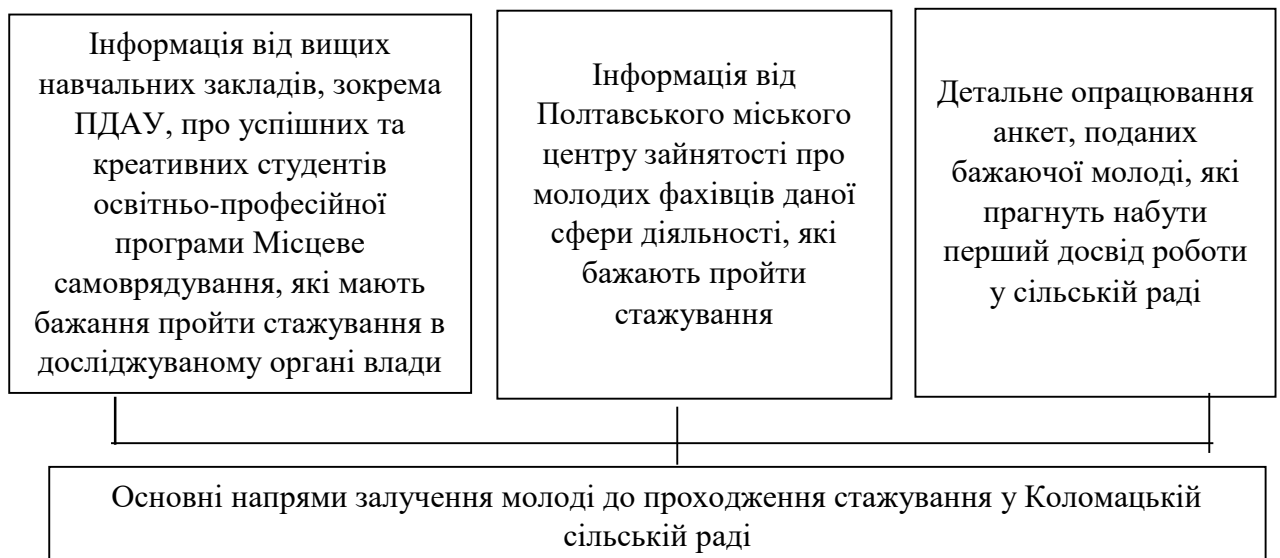 Інформація від вищих
навчальних закладів, зокрема
ПДАУ, про успішних та
креативних студентів
освітньо-професійної
програми Місцеве
самоврядування, які мають
бажання пройти стажування в
досліджуваному органі влади
Інформація від
Полтавського міського
центру зайнятості про
молодих фахівців даної
сфери діяльності, які
бажають пройти
стажування
Детальне опрацювання
анкет, поданих
бажаючої молоді, які
прагнуть набути
перший досвід роботи
у сільській раді
Основні напрями залучення молоді до проходження стажування у Коломацькій
сільській раді